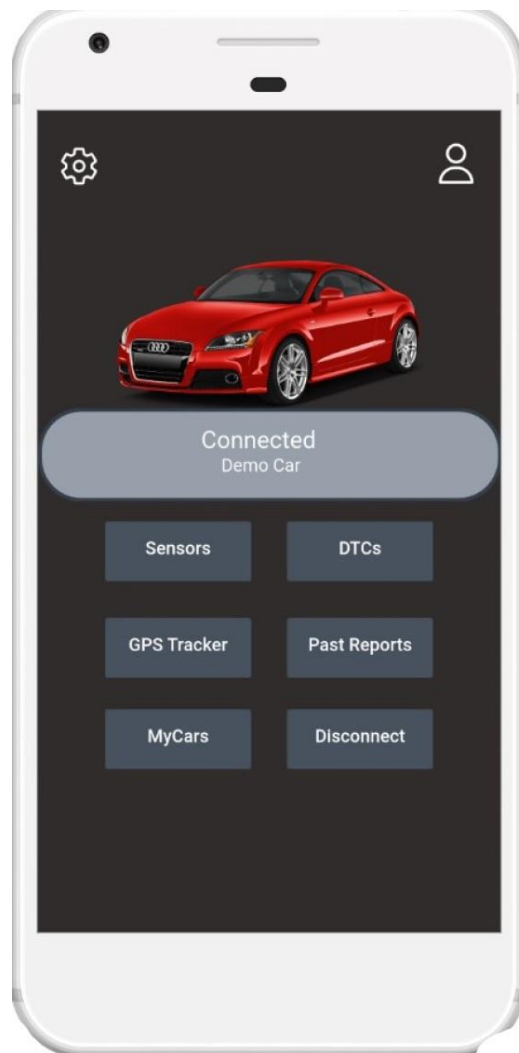 Connected
Demo Car
Sensors
DTCs
GPS Tracker
Past Reports
MyCars
Disconnect